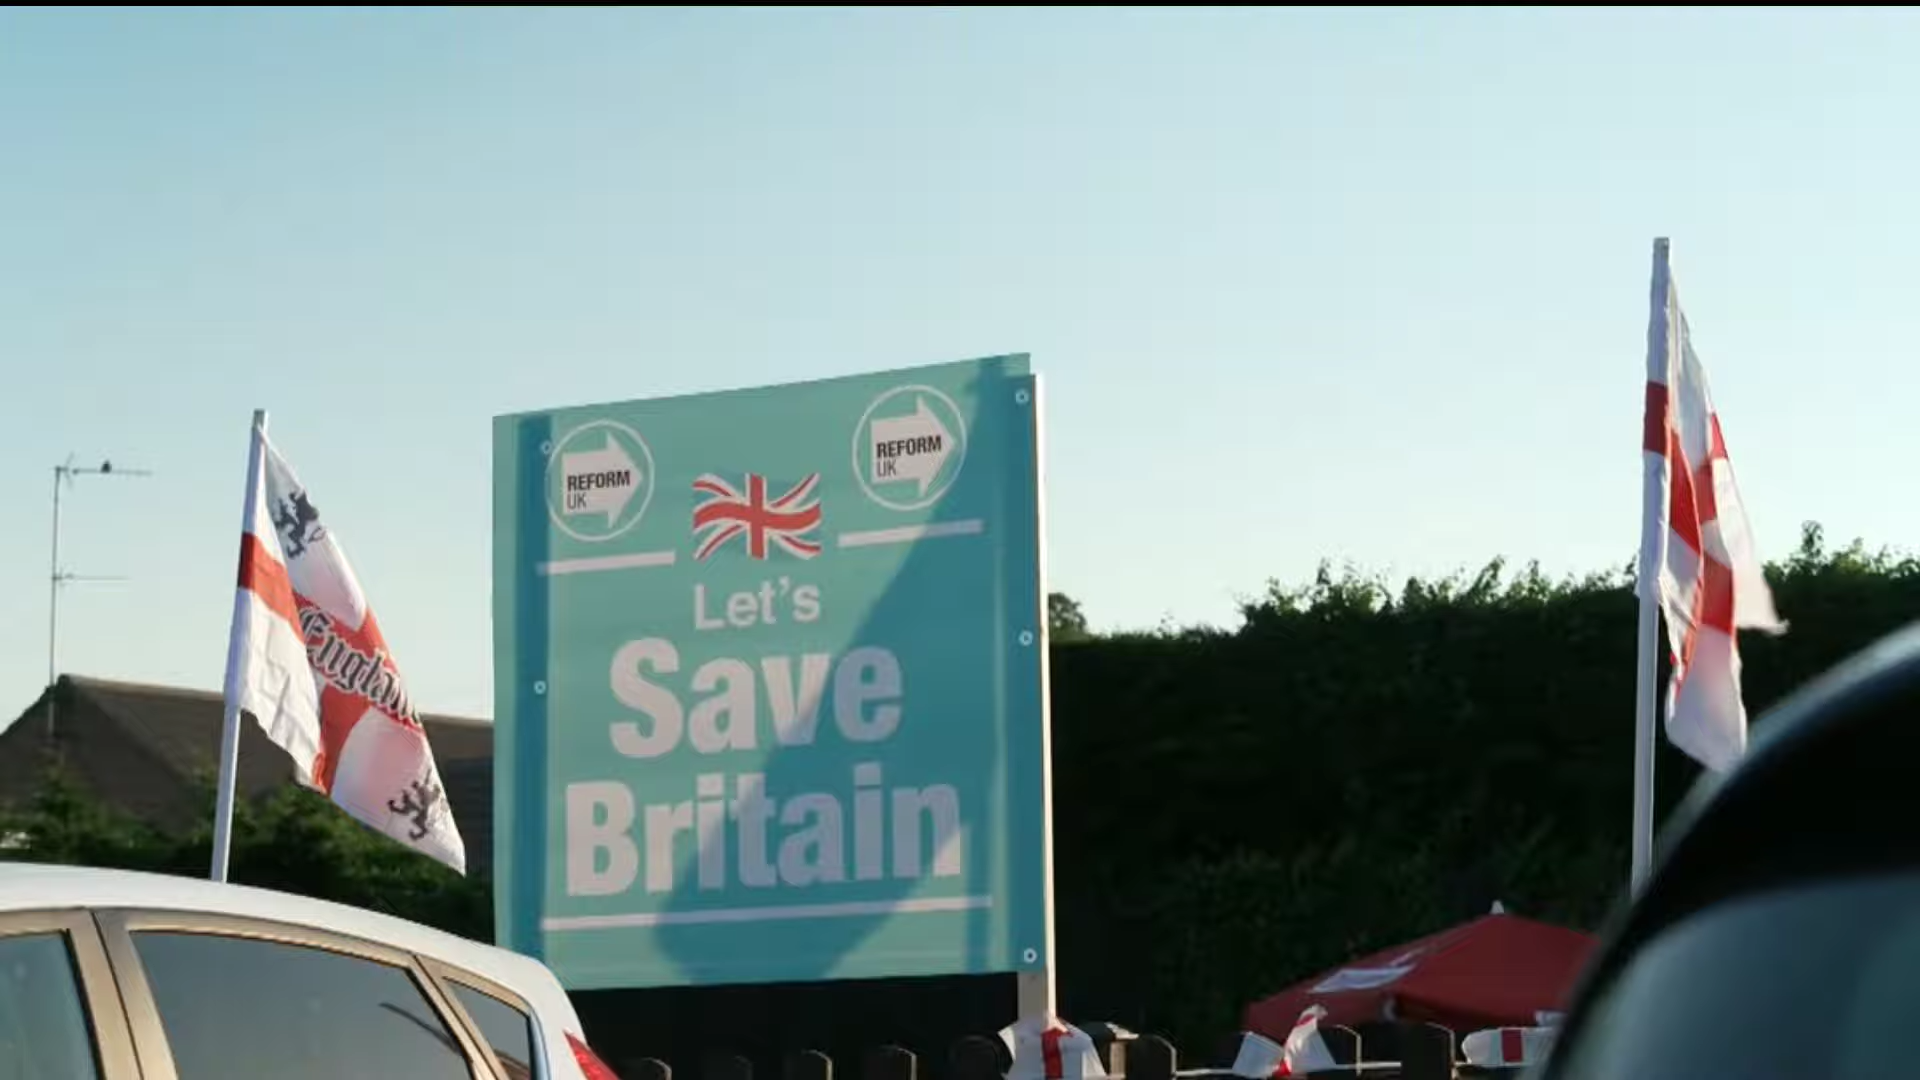 REFORM
UK
REFORM
UK
Let's
Save
Britain
England